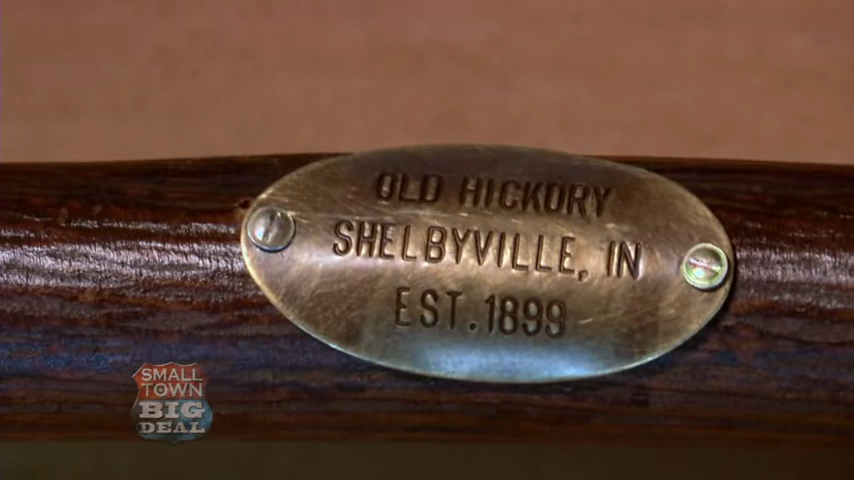 OLD HICKORY
SHELBYVILLE, IN
EST. 1899
SMALL
TOWN
BIG
DEAL